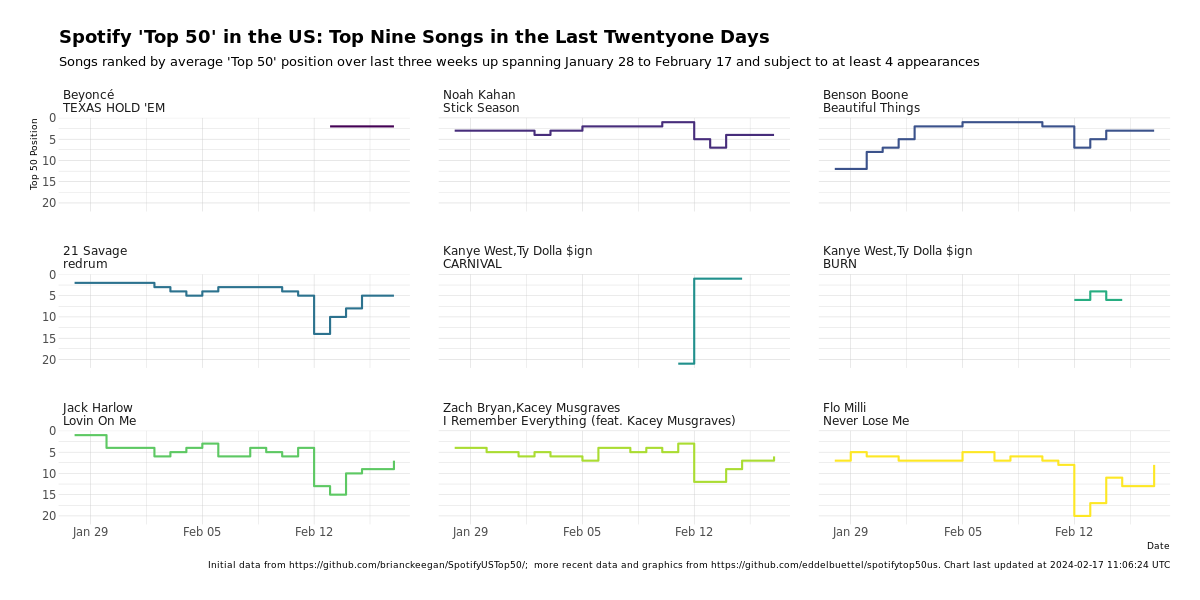 Spotify 'Top 50' in the US: Top Nine Songs in the Last Twentyone Days
Songs ranked by average 'Top 50' position over last three weeks up spanning January 28 to February 17 and subject to at least 4 appearances
Beyoncé
TEXAS HOLD 'EM
Noah Kahan
Stick Season
Benson Boone
Beautiful Things
Top 50 Position
0
5
10
15
20
21 Savage
redrum
Kanye West,Ty Dolla $ign
CARNIVAL
Kanye West,Ty Dolla $ign
BURN
0
5
10
15
20
Jack Harlow
Lovin On Me
Zach Bryan,Kacey Musgraves
I Remember Everything (feat. Kacey Musgraves)
Flo Milli
Never Lose Me
0
5
10
15
20
Jan 29 Feb 05 Feb 12 Jan 29 Feb 05 Feb 12 Jan 29 Feb 05 Feb 12
Date
Initial data from https://github.com/brianckeegan/SpotifyUSTop50/;  more recent data and graphics from https://github.com/eddelbuettel/spotifytop50us. Chart last updated at 2024-02-17 11:06:24 UTC